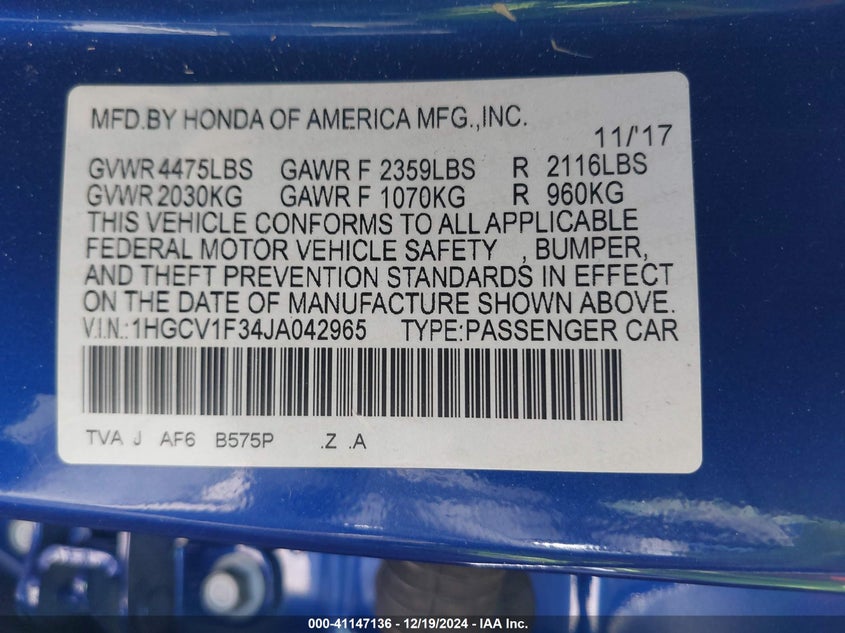 MFD.BY HONDA OF AMERICA MFG.,INC.
11/'17
GVWR 4475LBS GAWR F 2359LBS R 2116LBS
GVWR 2030KG GAWR F 1070KG R 960KG
THIS VEHICLE CONFORMS TO ALL APPLICABLE
FEDERAL MOTOR VEHICLE SAFETY , BUMPER,
AND THEFT PREVENTION STANDARDS IN EFFECT
ON THE DATE OF MANUFACTURE SHOWN ABOVE.
V.I.N.:1HGCV1F34JA042965 TYPE:PASSENGER CAR
TVA J AF6 B575P .Z .A
000-41147136 - 12/19/2024 - IAA Inc.